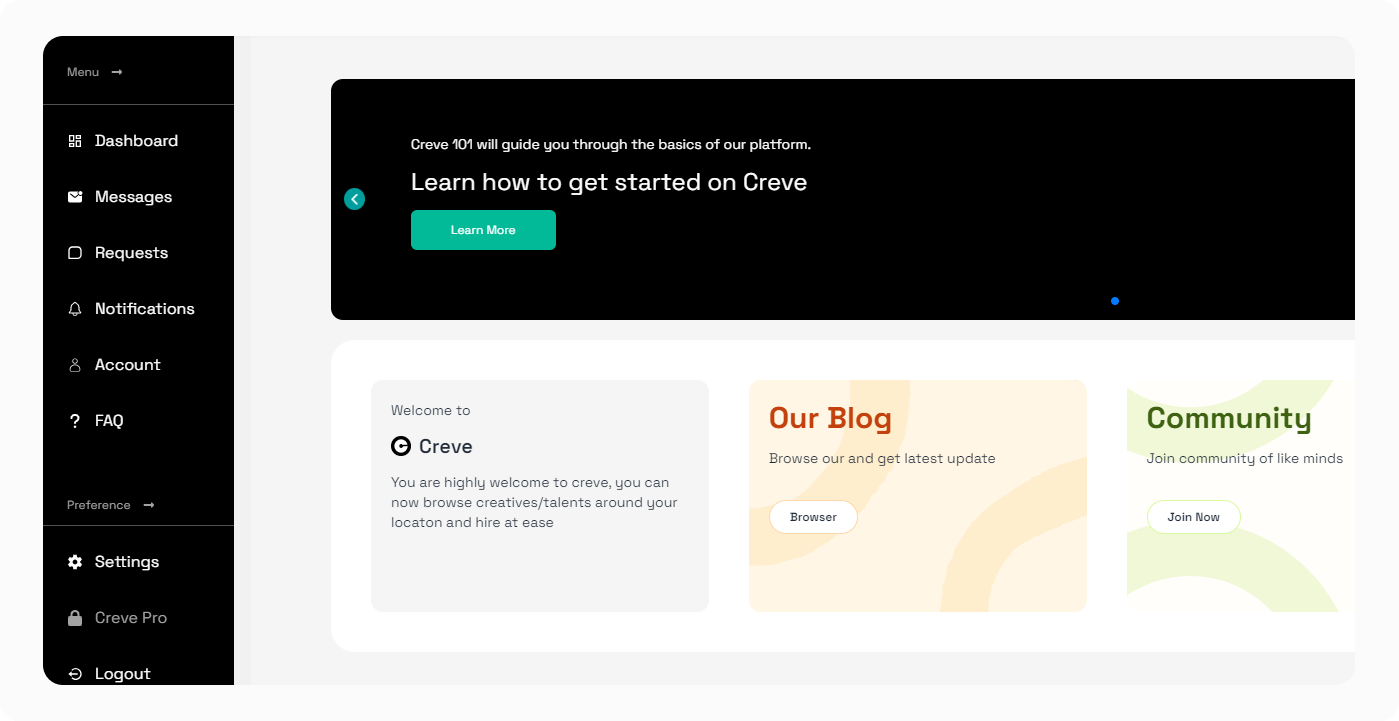 Menu
Dashboard
Messages
Requests
Notifications
Account
FAQ
Preference
Settings
Creve Pro
Logout
Creve 101 will guide you through the basics of our platform.
Learn how to get started on Creve
Learn More
Welcome to
Creve
You are highly welcome to creve, you can
now browse creatives/talents around your
locaton and hire at ease
Our Blog
Browse our and get latest update
Browser
Community
Join community of like minds
Join Now